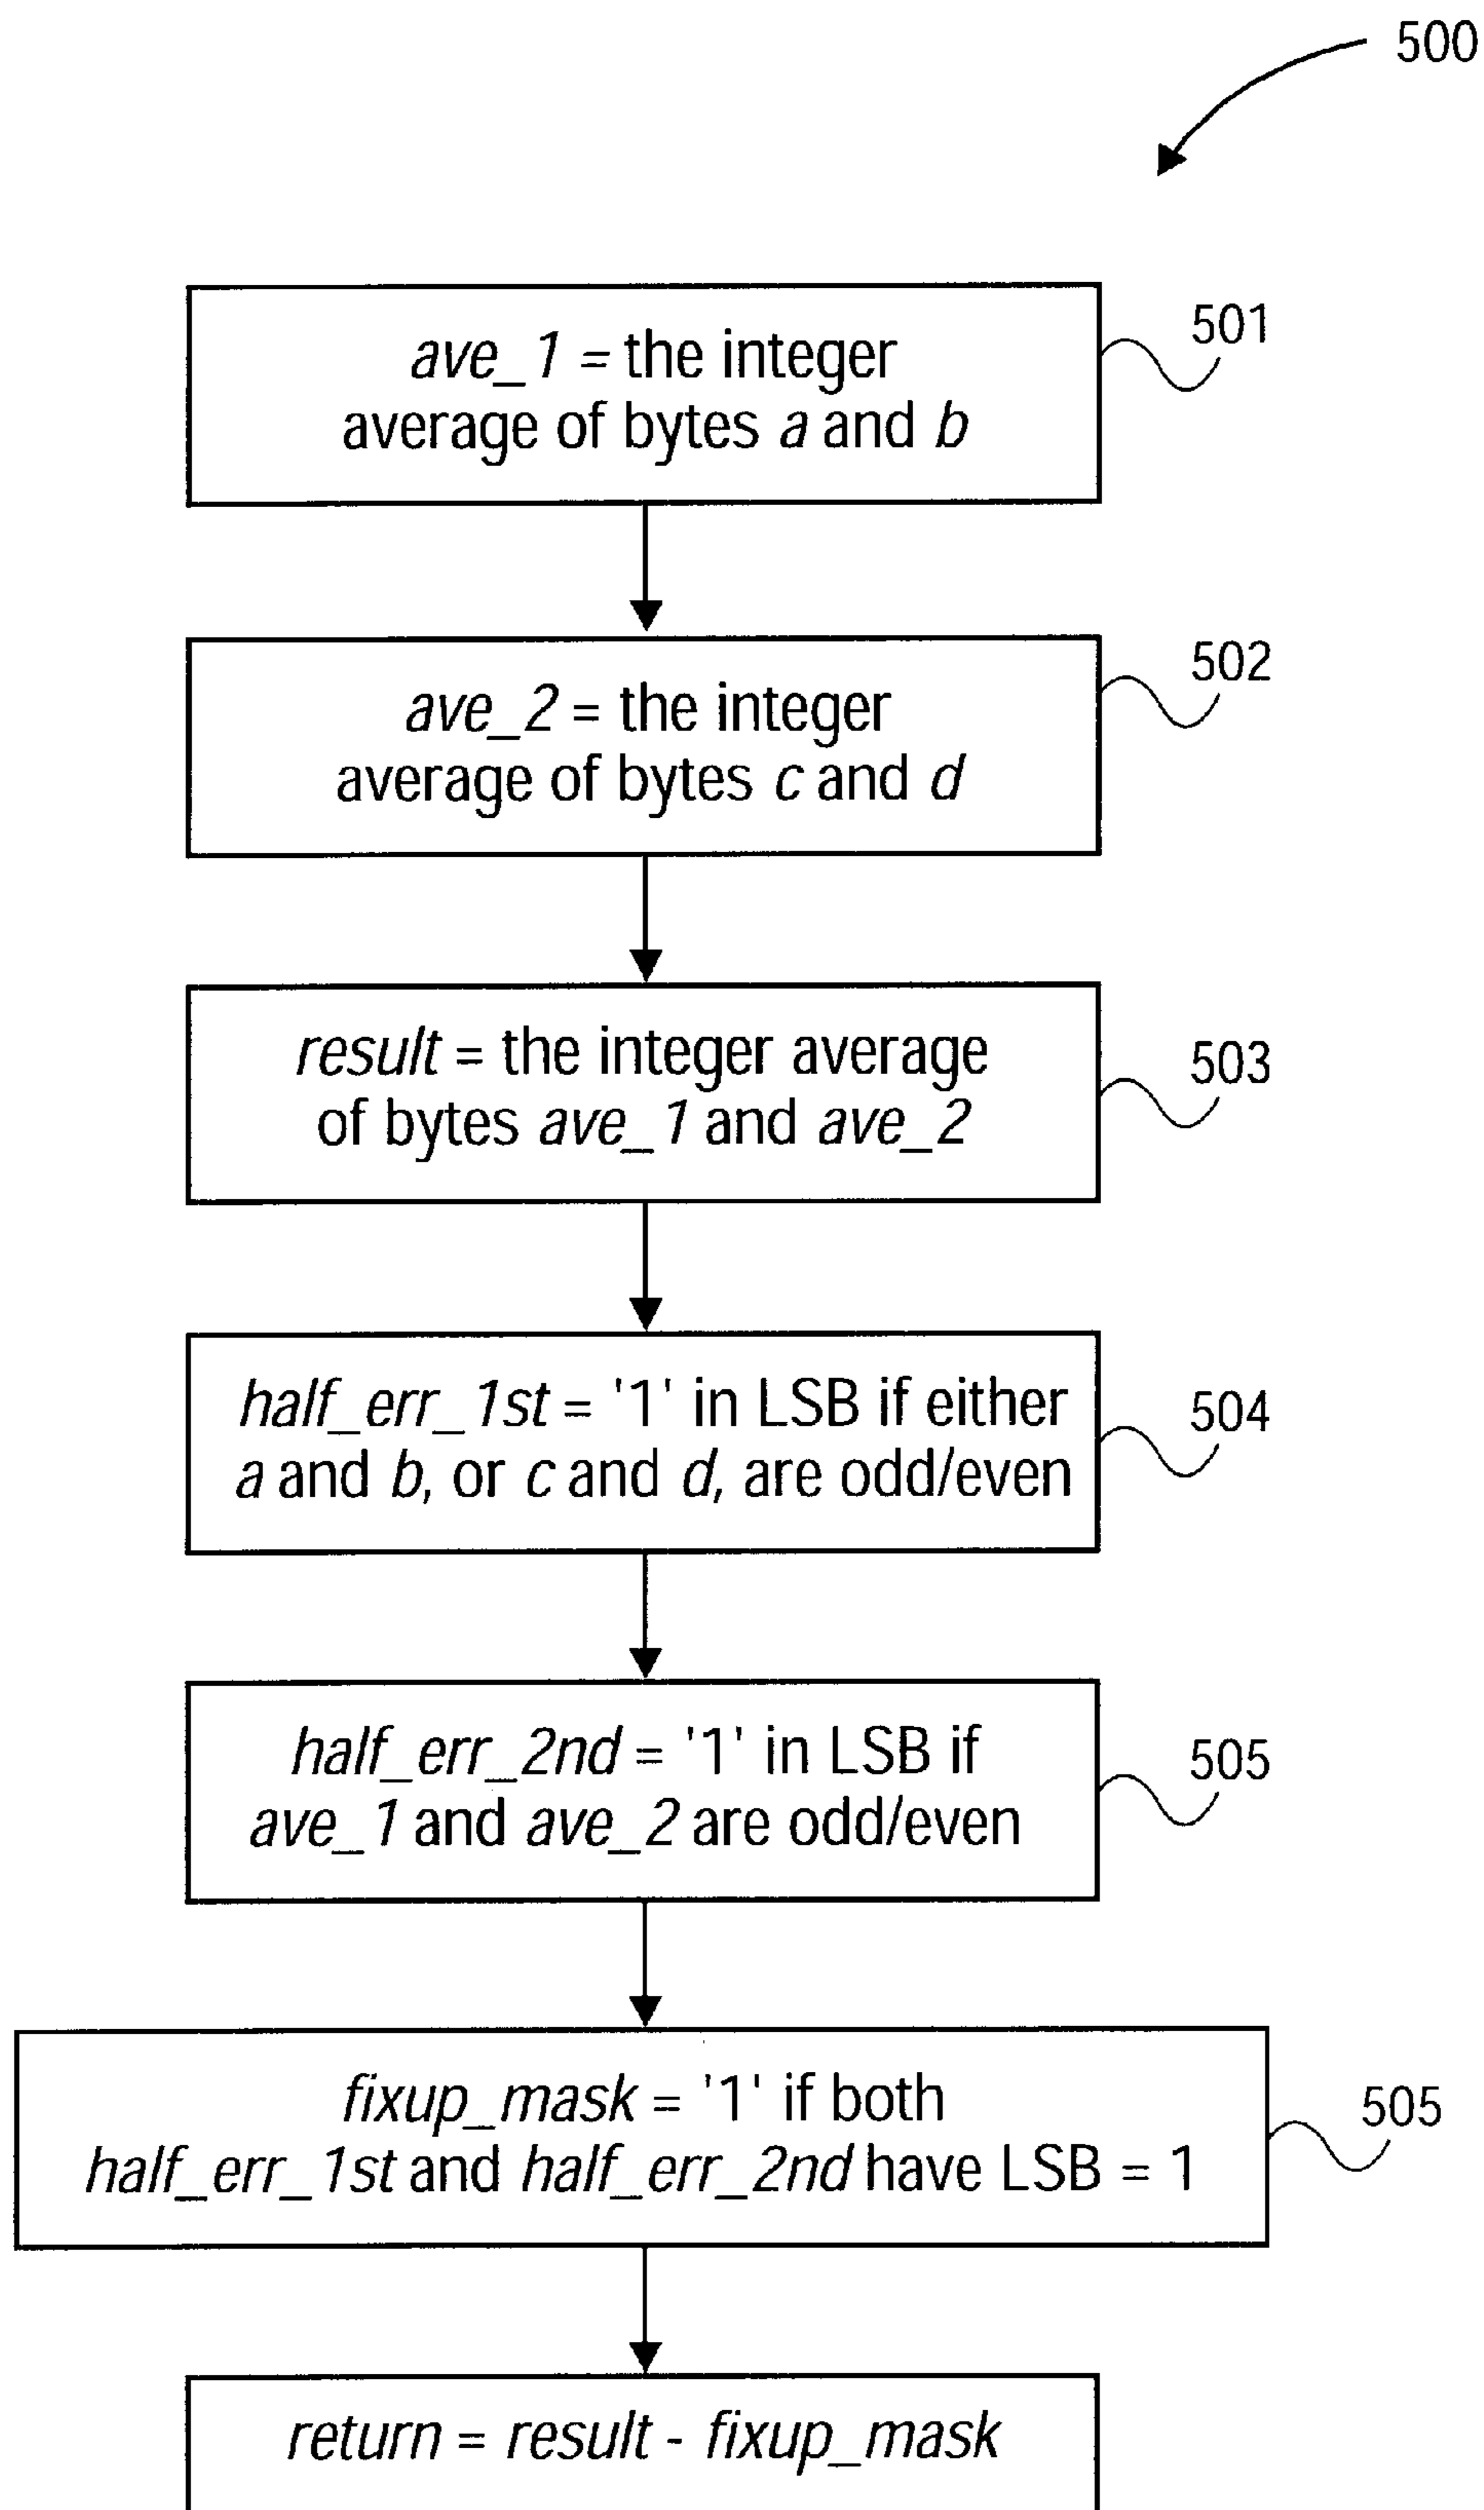 500
ave_1 = the integer
average of bytes a and b
501
ave_2 = the integer
average of bytes c and d
502
result = the integer average
of bytes ave_1 and ave_2
503
half_err_1st = '1' in LSB if either
a and b, or c and d, are odd/even
504
half_err_2nd = '1' in LSB if
ave_1 and ave_2 are odd/even
505
fixup_mask = '1' if both
half_err_1st and half_err_2nd have LSB = 1
505
return = result - fixup_mask